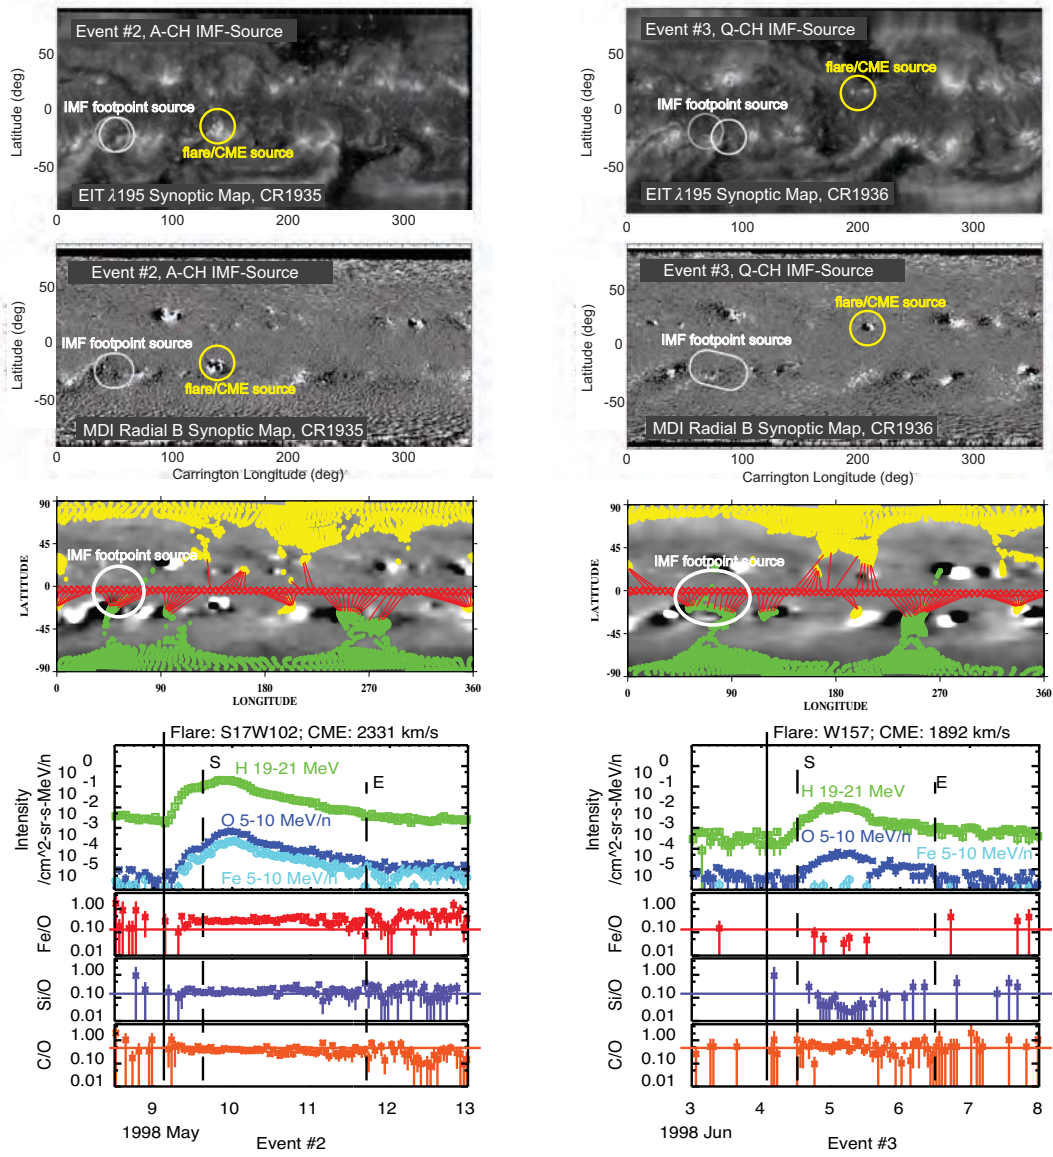 Event #2, A-CH IMF-Source
IMF footpoint source
flare/CME source
EIT λ195 Synoptic Map, CR1935
Latitude (deg)
50
0
-50
0 100 200 300
Event #3, Q-CH IMF-Source
flare/CME source
IMF footpoint source
EIT λ195 Synoptic Map, CR1936
Latitude (deg)
50
0
-50
0 100 200 300
Event #2, A-CH IMF-Source
IMF footpoint source
flare/CME source
MDI Radial B Synoptic Map, CR1935
Latitude (deg)
50
0
-50
0 100 200 300
Carrington Longitude (deg)
Event #3, Q-CH IMF-Source
flare/CME source
IMF footpoint source
MDI Radial B Synoptic Map, CR1936
Latitude (deg)
50
0
-50
0 100 200 300
Carrington Longitude (deg)
90
45
0
-45
-90
LATITUDE
IMF footpoint source
0 90 180 270 360
LONGITUDE
90
45
0
-45
-90
LATITUDE
IMF footpoint source
0 90 180 270 360
LONGITUDE
Flare: S17W102; CME: 2331 km/s
S
H 19-21 MeV
E
O 5-10 MeV/n
Fe 5-10 MeV/n
Intensity
/cm^2-sr-s-MeV/n
10 0
10 -1
10 -2
10 -3
10 -4
10 -5
10
Fe/O
1.00
0.10
0.01
Si/O
1.00
0.10
0.01
C/O
1.00
0.10
0.01
9 10 11 12 13
1998 May
Event #2
Flare: W157; CME: 1892 km/s
S
E
H 19-21 MeV
O 5-10 MeV/n
Fe 5-10 MeV/n
Intensity
/cm^2-sr-s-MeV/n
10 0
10 -1
10 -2
10 -3
10 -4
10 -5
10
Fe/O
1.00
0.10
0.01
Si/O
1.00
0.10
0.01
C/O
1.00
0.10
0.01
3 4 5 6 7 8
1998 Jun
Event #3